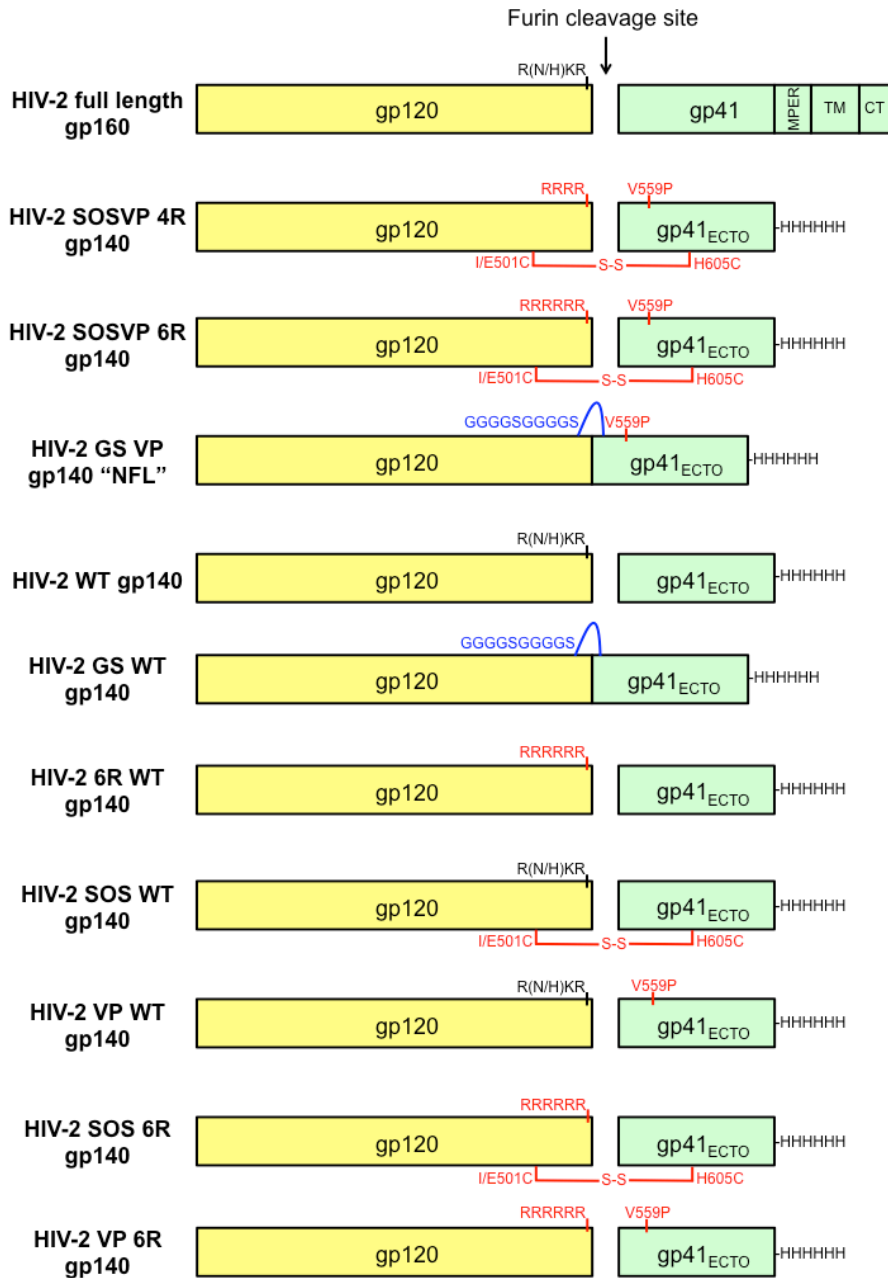 Furin cleavage site
R(N/H)KR
HIV-2 full length
gp160
gp120
gp41
MPER
TM
CT
RRRR
V559P
HIV-2 SOSVP 4R
gp140
gp120
gp41ECTO
-HHHHHH
I/E501C
S-S
H605C
RRRRRR
V559P
HIV-2 SOSVP 6R
gp140
gp120
gp41ECTO
-HHHHHH
I/E501C
S-S
H605C
GGGGSGGGGS
V559P
HIV-2 GS VP
gp140 “NFL”
gp120
gp41ECTO
-HHHHHH
R(N/H)KR
HIV-2 WT gp140
gp120
gp41ECTO
-HHHHHH
GGGGSGGGGS
HIV-2 GS WT
gp140
gp120
gp41ECTO
-HHHHHH
RRRRRR
HIV-2 6R WT
gp140
gp120
gp41ECTO
-HHHHHH
R(N/H)KR
HIV-2 SOS WT
gp140
gp120
gp41ECTO
-HHHHHH
I/E501C
S-S
H605C
R(N/H)KR
V559P
HIV-2 VP WT
gp140
gp120
gp41ECTO
-HHHHHH
RRRRRR
HIV-2 SOS 6R
gp140
gp120
gp41ECTO
-HHHHHH
I/E501C
S-S
H605C
RRRRRR
V559P
HIV-2 VP 6R
gp140
gp120
gp41ECTO
-HHHHHH